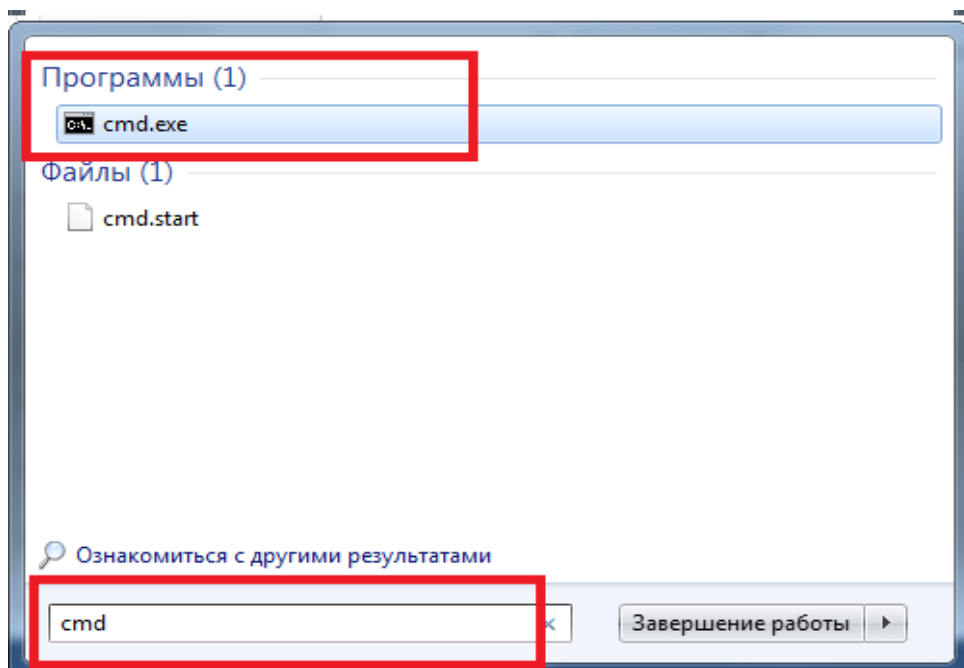 Программы (1)
cmd.exe
Файлы (1)
cmd.start
Ознакомиться с другими результатами
cmd
Завершение работы